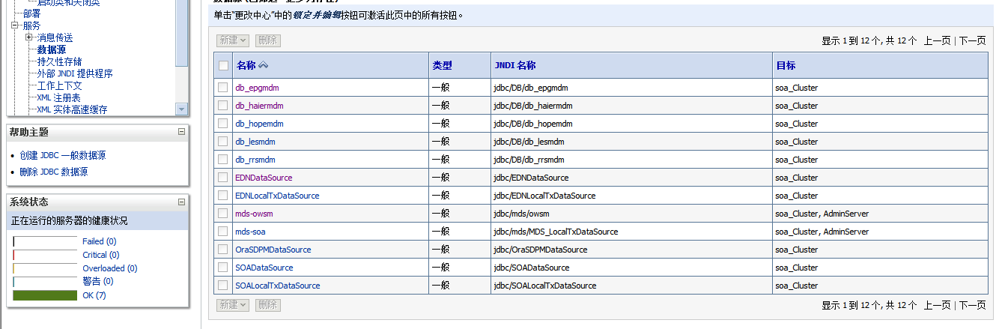 启动类和关闭类
部署
服务
消息传送
数据源
持久性存储
外部 JNDI 提供程序
工作上下文
XML 注册表
XML 实体高速缓存
帮助主题
创建 JDBC 一般数据源
删除 JDBC 数据源
系统状态
正在运行的服务器的健康状况
Failed (0)
Critical (0)
Overloaded (0)
警告 (0)
OK (7)
单击“更改中心”中的锁定并编辑按钮可激活此页中的所有按钮。
新建 删除 显示 1 到 12 个, 共 12 个 上一页 | 下一页
名称 类型 JNDI 名称 目标
db_epgmdm 一般 jdbc/DB/db_epgmdm soa_Cluster
db_haiermdm 一般 jdbc/DB/db_haiermdm soa_Cluster
db_hopemdm 一般 jdbc/DB/db_hopemdm soa_Cluster
db_lesmdm 一般 jdbc/DB/db_lesmdm soa_Cluster
db_rrsmdm 一般 jdbc/DB/db_rrsmdm soa_Cluster
EDNDataSource 一般 jdbc/EDNDataSource soa_Cluster
EDNLocalTxDataSource 一般 jdbc/EDNLocalTxDataSource soa_Cluster
mds-owsm 一般 jdbc/mds/owsm soa_Cluster, AdminServer
mds-soa 一般 jdbc/mds/MDS_LocalTxDataSource soa_Cluster, AdminServer
OraSDPMDataSource 一般 jdbc/OraSDPMDataSource soa_Cluster
SOADataSource 一般 jdbc/SOADataSource soa_Cluster
SOALocalTxDataSource 一般 jdbc/SOALocalTxDataSource soa_Cluster
新建 删除 显示 1 到 12 个, 共 12 个 上一页 | 下一页